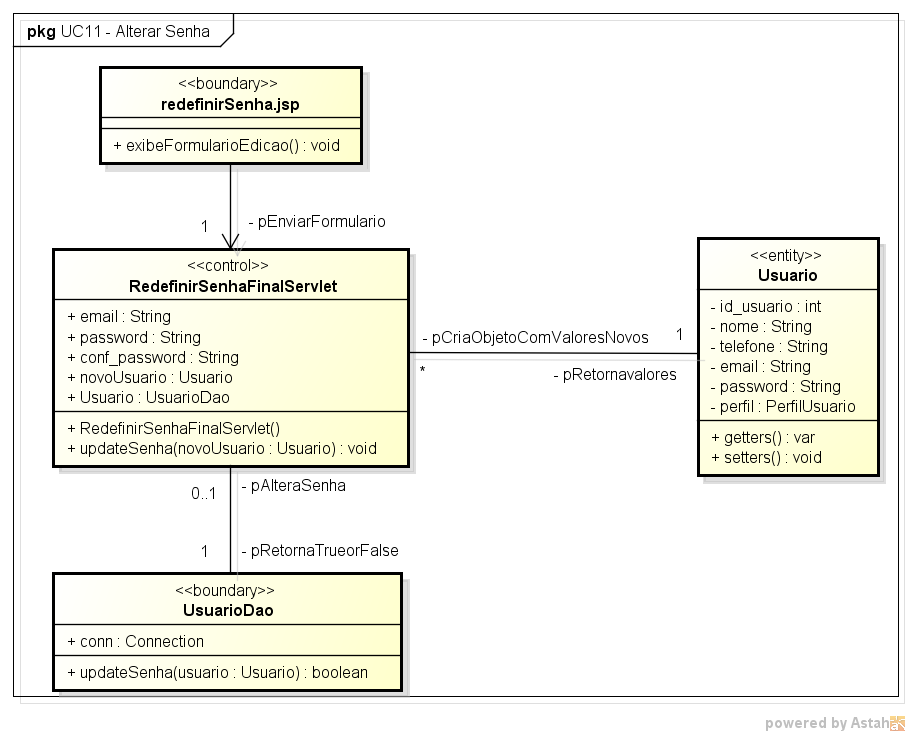 pkg UC11 - Alterar Senha
<<boundary>>
redefinirSenha.jsp
+ exibeFormularioEdicao() : void
1
- pEnviarFormulario
<<control>>
RedefinirSenhaFinalServlet
+ email : String
+ password : String
+ conf_password : String
+ novoUsuario : Usuario
+ Usuario : UsuarioDao
+ RedefinirSenhaFinalServlet()
+ updateSenha(novoUsuario : Usuario) : void
- pCriaObjetoComValoresNovos
1
*
- pRetornavalores
<<entity>>
Usuario
- id_usuario : int
- nome : String
- telefone : String
- email : String
- password : String
- perfil : PerfilUsuario
+ getters() : var
+ setters() : void
0..1
- pAlteraSenha
1
- pRetornaTrueorFalse
<<boundary>>
UsuarioDao
+ conn : Connection
+ updateSenha(usuario : Usuario) : boolean
powered by Astah